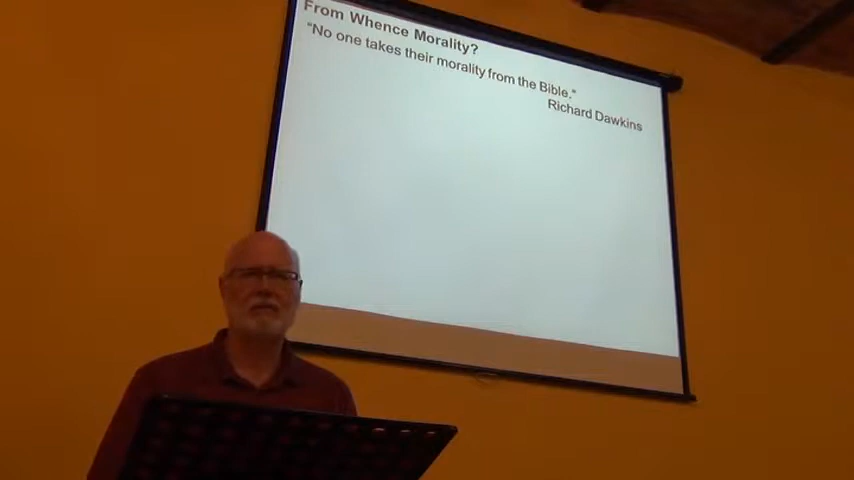 From Whence Morality?
"No one takes their morality from the Bible."
Richard Dawkins